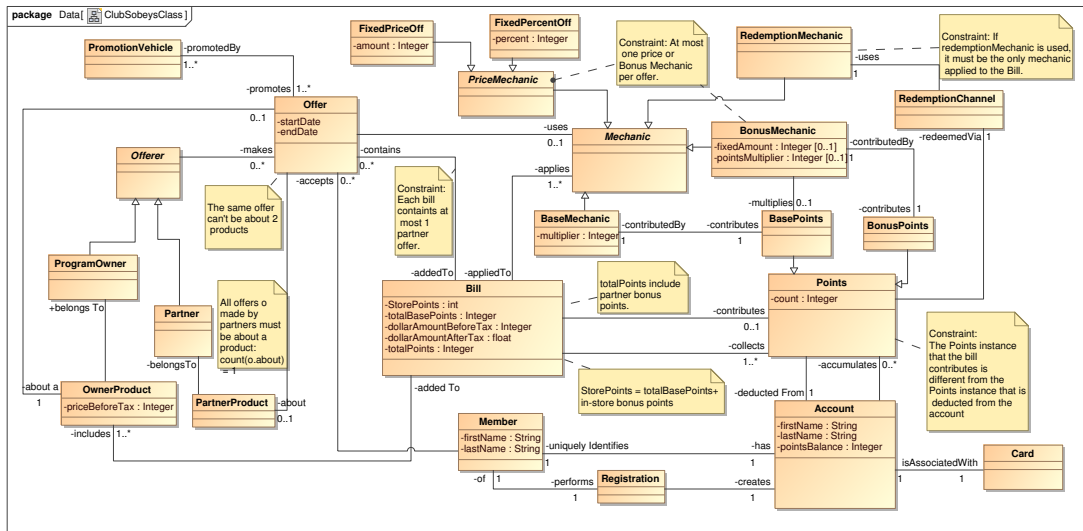 package Data[ ClubSobeysClass ]
PromotionVehicle
-promotedBy
1..*
-promotes
1..*
FixedPriceOff
-amount : Integer
FixedPercentOff
-percent : Integer
PriceMechanic
Constraint: At most
one price or
Bonus Mechanic
per offer.
RedemptionMechanic
Constraint: If
redemptionMechanic is used,
it must be the only mechanic
applied to the Bill.
-uses
1
RedemptionChannel
-redeemedVia
1
Offer
-startDate
-endDate
0..1
-makes
0..*
-contains
0..*
-accepts
-uses
0..1
Mechanic
-applies
1..*
BonusMechanic
-fixedAmount : Integer [0..1]
-pointsMultiplier : Integer [0..1]
-contributedBy
1
-multiplies
0..1
-contributes
1
Offerer
The same offer
can't be about 2
products
Constraint:
Each bill
containts at
most 1
partner
offer.
BaseMechanic
-multiplier : Integer
-contributedBy
1
-contributes
1
BasePoints
BonusPoints
ProgramOwner
+belongs To
Partner
-belongsTo
All offers o
made by
partners must
be about a
product:
count(o.about)
= 1
-addedTo
-appliedTo
Bill
-StorePoints : int
-totalBasePoints : Integer
-dollarAmountBeforeTax : Integer
-dollarAmountAfterTax : float
-totalPoints : Integer
totalPoints include
partner bonus
points.
Points
-count : Integer
-contributes
0..1
-collects
1..*
-accumulates
0..*
Constraint:
The Points instance
that the bill
contributes is
different from the
Points instance that is
deducted from the
account
-about a
1
OwnerProduct
-priceBeforeTax : Integer
-includes
1..*
PartnerProduct
-about
0..1
-added To
StorePoints = totalBasePoints+
in-store bonus points
-deducted From
1
Member
-firstName : String
-lastName : String
-uniquely Identifies
1
-has
1
Account
-firstName : String
-lastName : String
-pointsBalance : Integer
isAssociatedWith
1
1
Card
-of
1
-performs
1
Registration
-creates
1